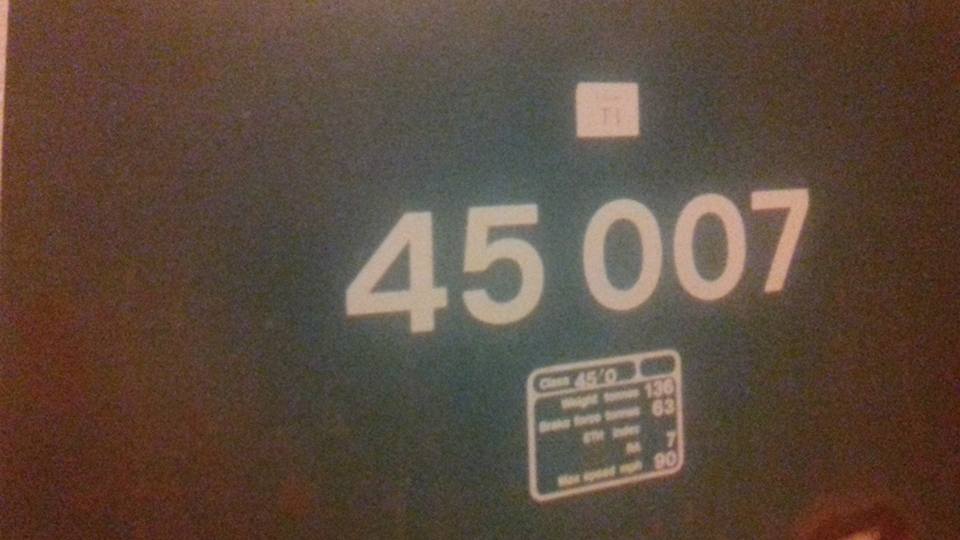 TI
45 007
Class 45/0
Weight tonnes 136
Brake force tonnes 63
ETH Index
RA 7
Max speed mph 90